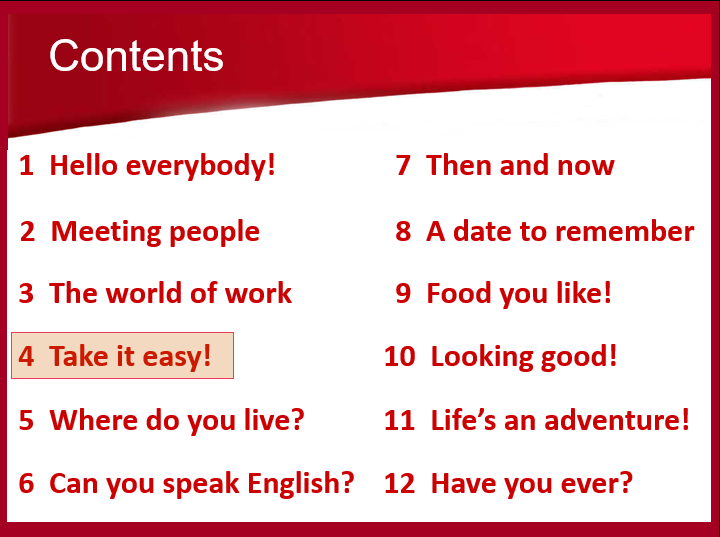 Contents
1 Hello everybody!
2 Meeting people
3 The world of work
4 Take it easy!
5 Where do you live?
6 Can you speak English?
7 Then and now
8 A date to remember
9 Food you like!
10 Looking good!
11 Life’s an adventure!
12 Have you ever?